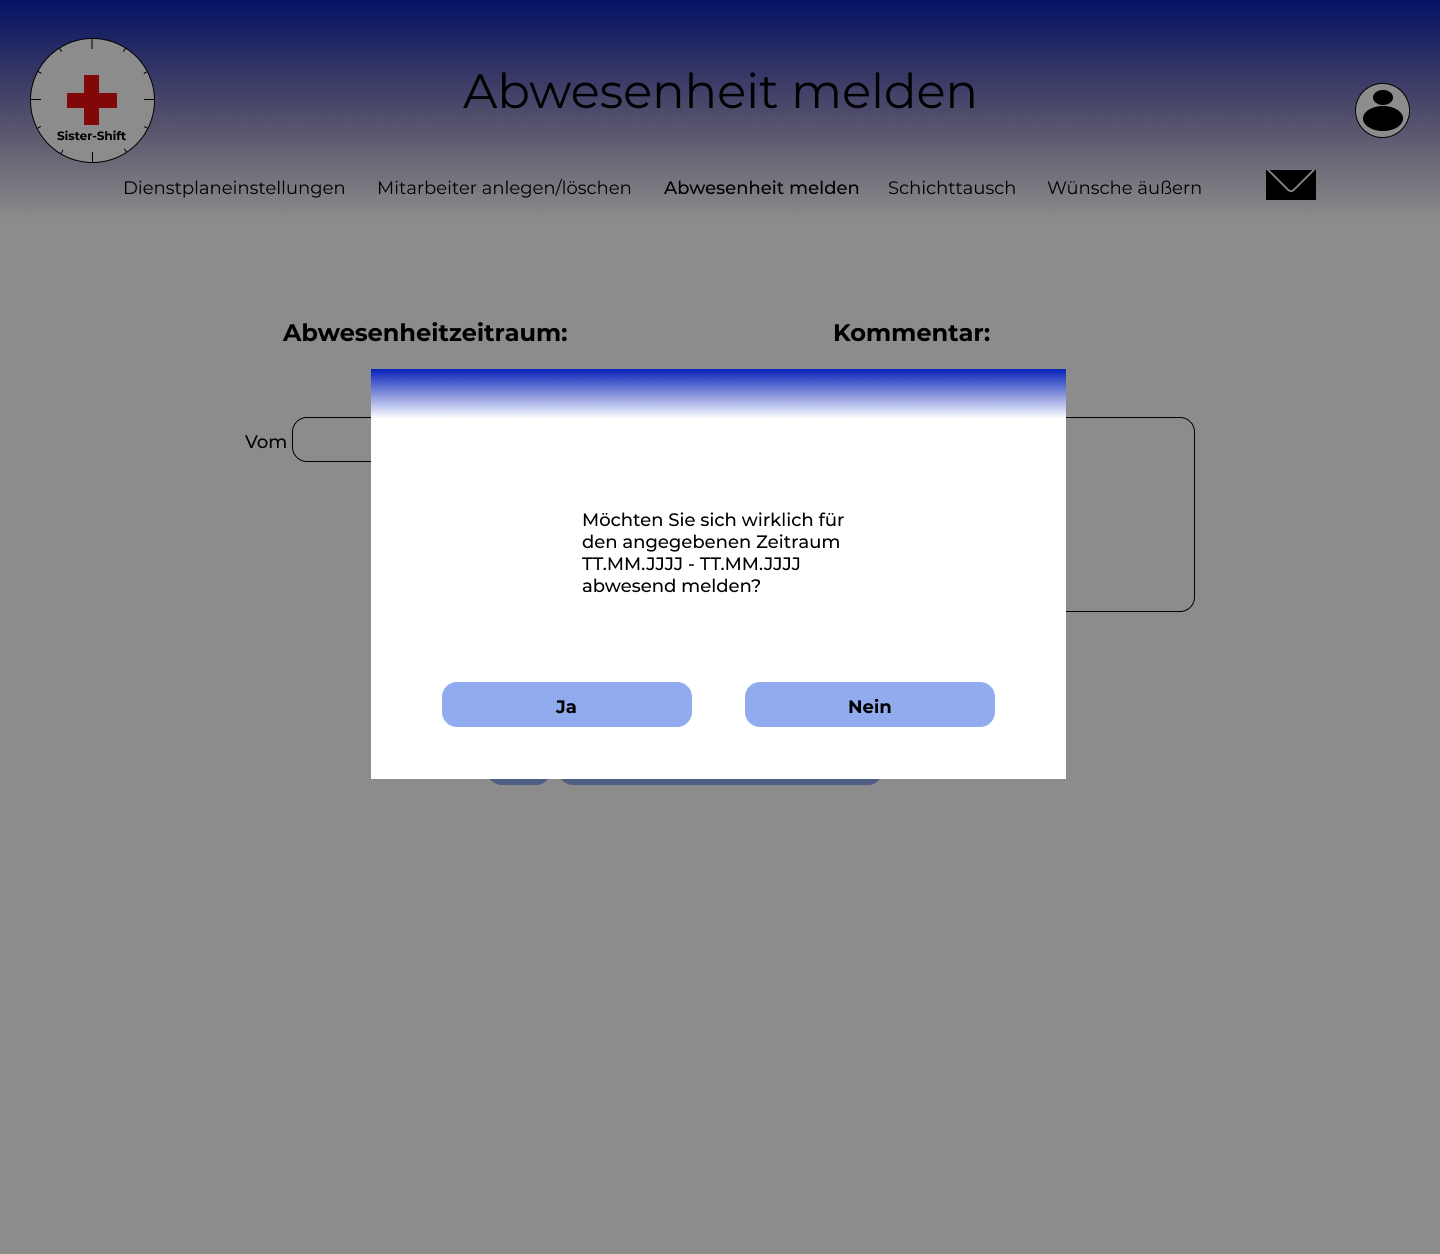 Abwesenheit melden
Sister-Shift
Dienstplaneinstellungen Mitarbeiter anlegen/löschen Abwesenheit melden Schichttausch Wünsche äußern
Abwesenheitzeitraum: Kommentar:
Vom
Möchten Sie sich wirklich für
den angegebenen Zeitraum
TT.MM.JJJJ - TT.MM.JJJJ
abwesend melden?
Ja Nein